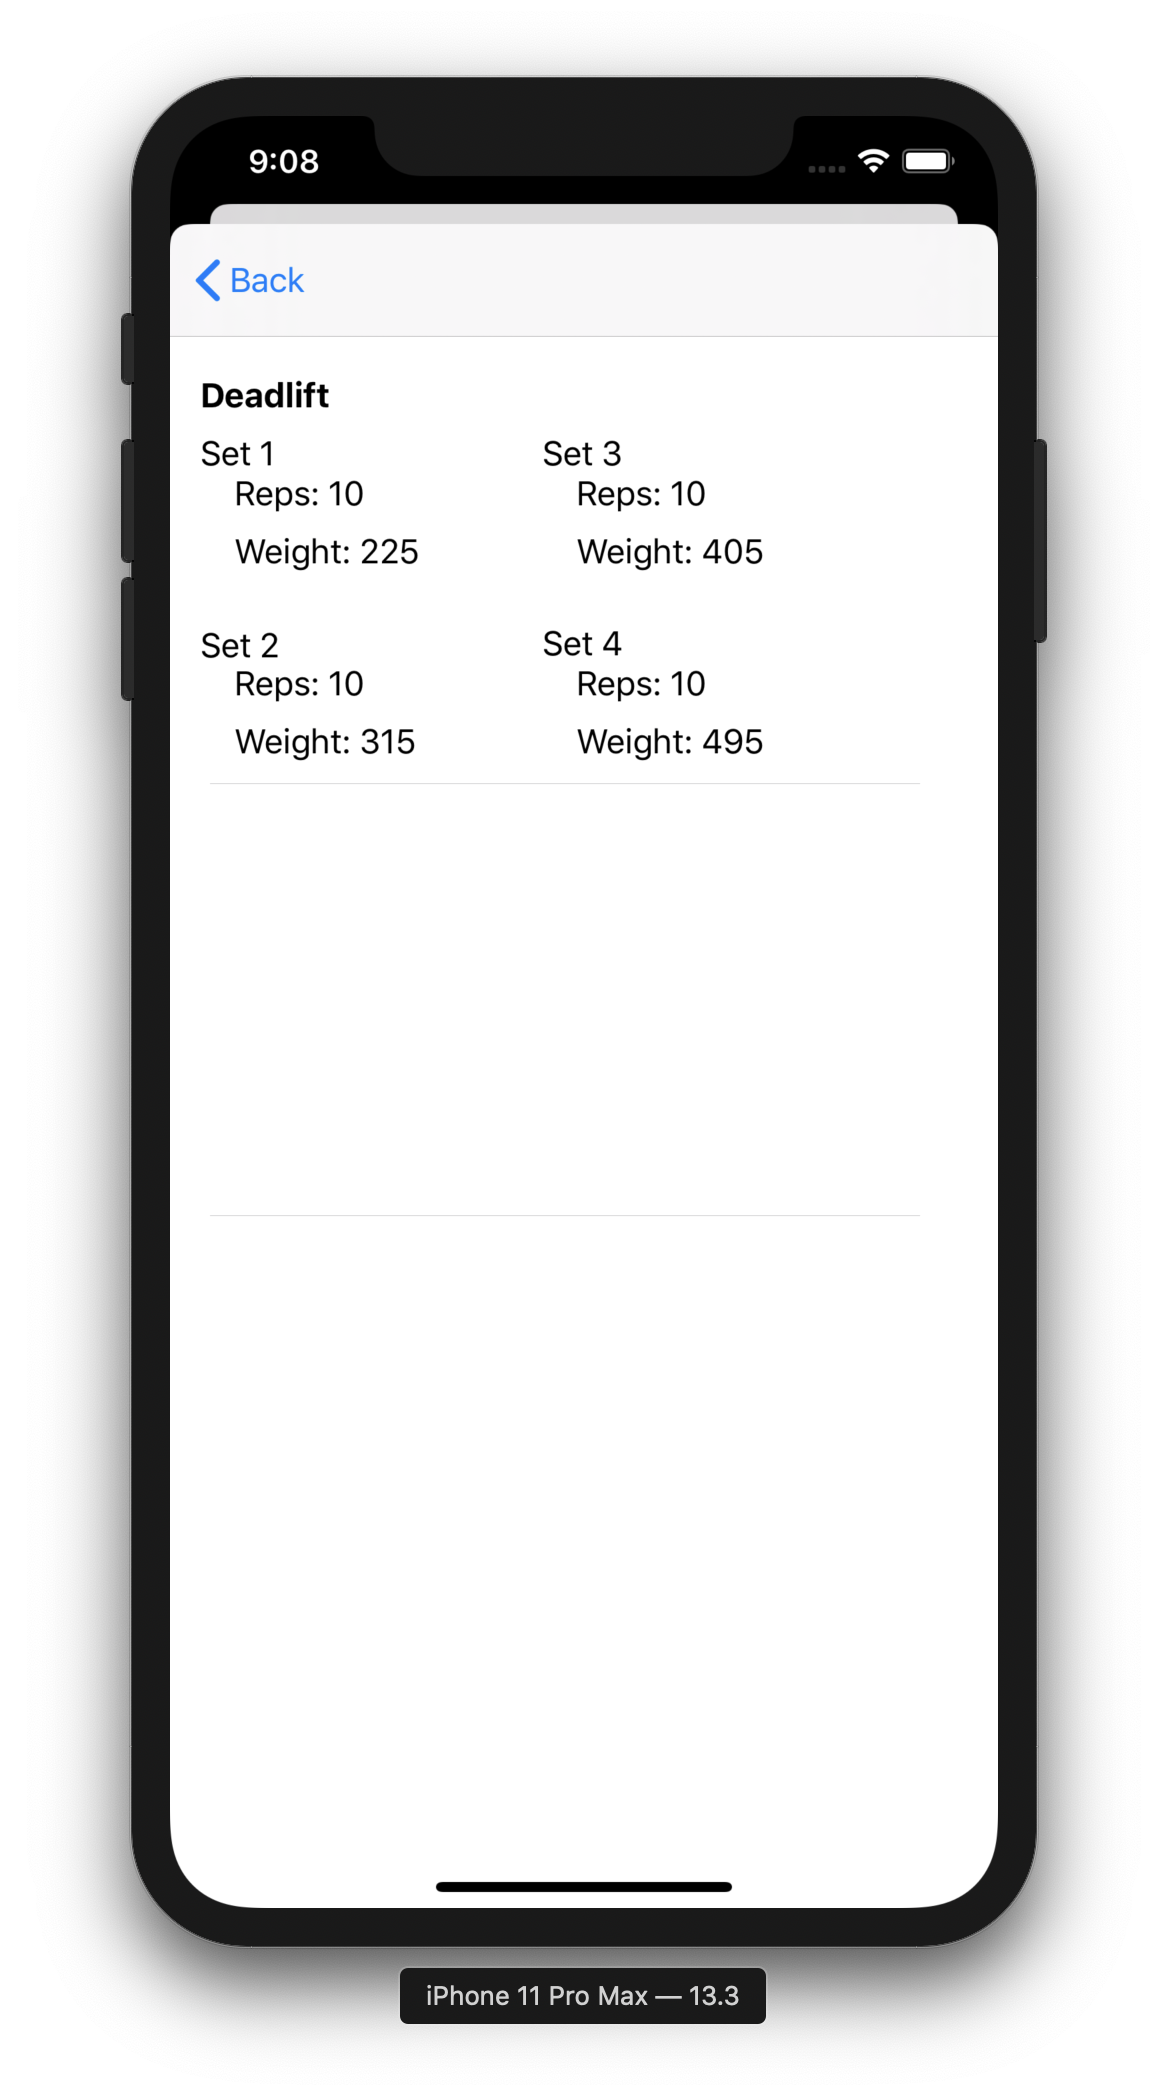 9:08
Back
Deadlift
Set 1
Reps: 10
Weight: 225
Set 2
Reps: 10
Weight: 315
Set 3
Reps: 10
Weight: 405
Set 4
Reps: 10
Weight: 495
iPhone 11 Pro Max — 13.3